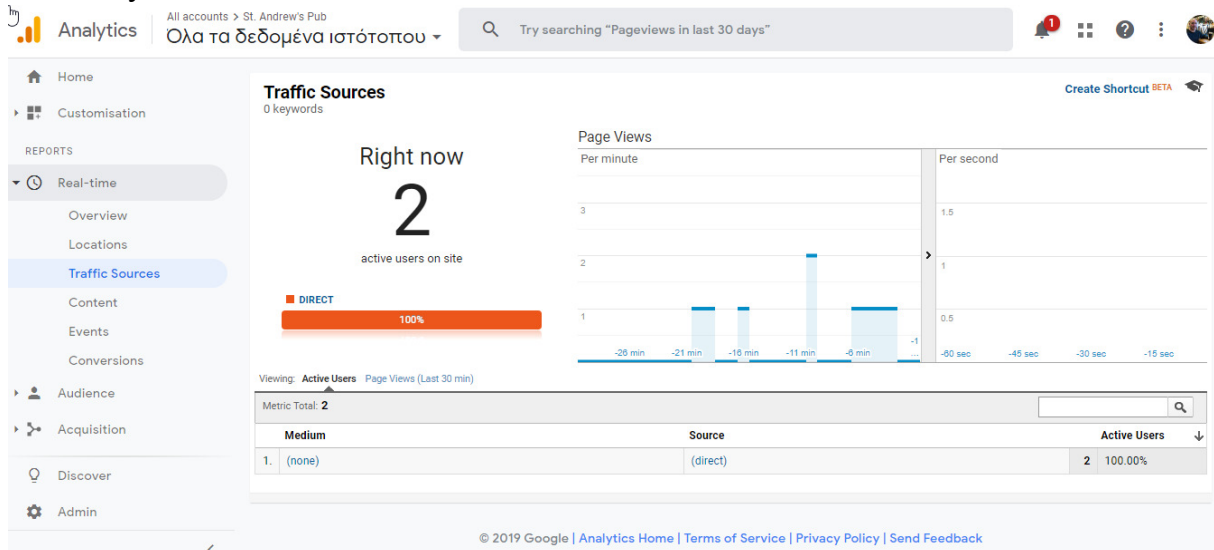 Analytics
All accounts > St. Andrew's Pub
Όλα τα δεδομένα ιστότοπου
Try searching "Pageviews in last 30 days"
1
Home
Customisation
REPORTS
Real-time
Overview
Locations
Traffic Sources
Content
Events
Conversions
Audience
Acquisition
Discover
Admin
Traffic Sources
0 keywords
Create Shortcut BETA
Right now
2
active users on site
DIRECT
100%
Page Views
Per minute
3
2
1
-26 min -21 min -16 min -11 min -6 min -1
...
Per second
1.5
1
0.5
-60 sec -45 sec -30 sec -15 sec
Viewing: Active Users Page Views (Last 30 min)
Metric Total: 2
Medium Source Active Users
1. (none) (direct) 2 100.00%
© 2019 Google | Analytics Home | Terms of Service | Privacy Policy | Send Feedback